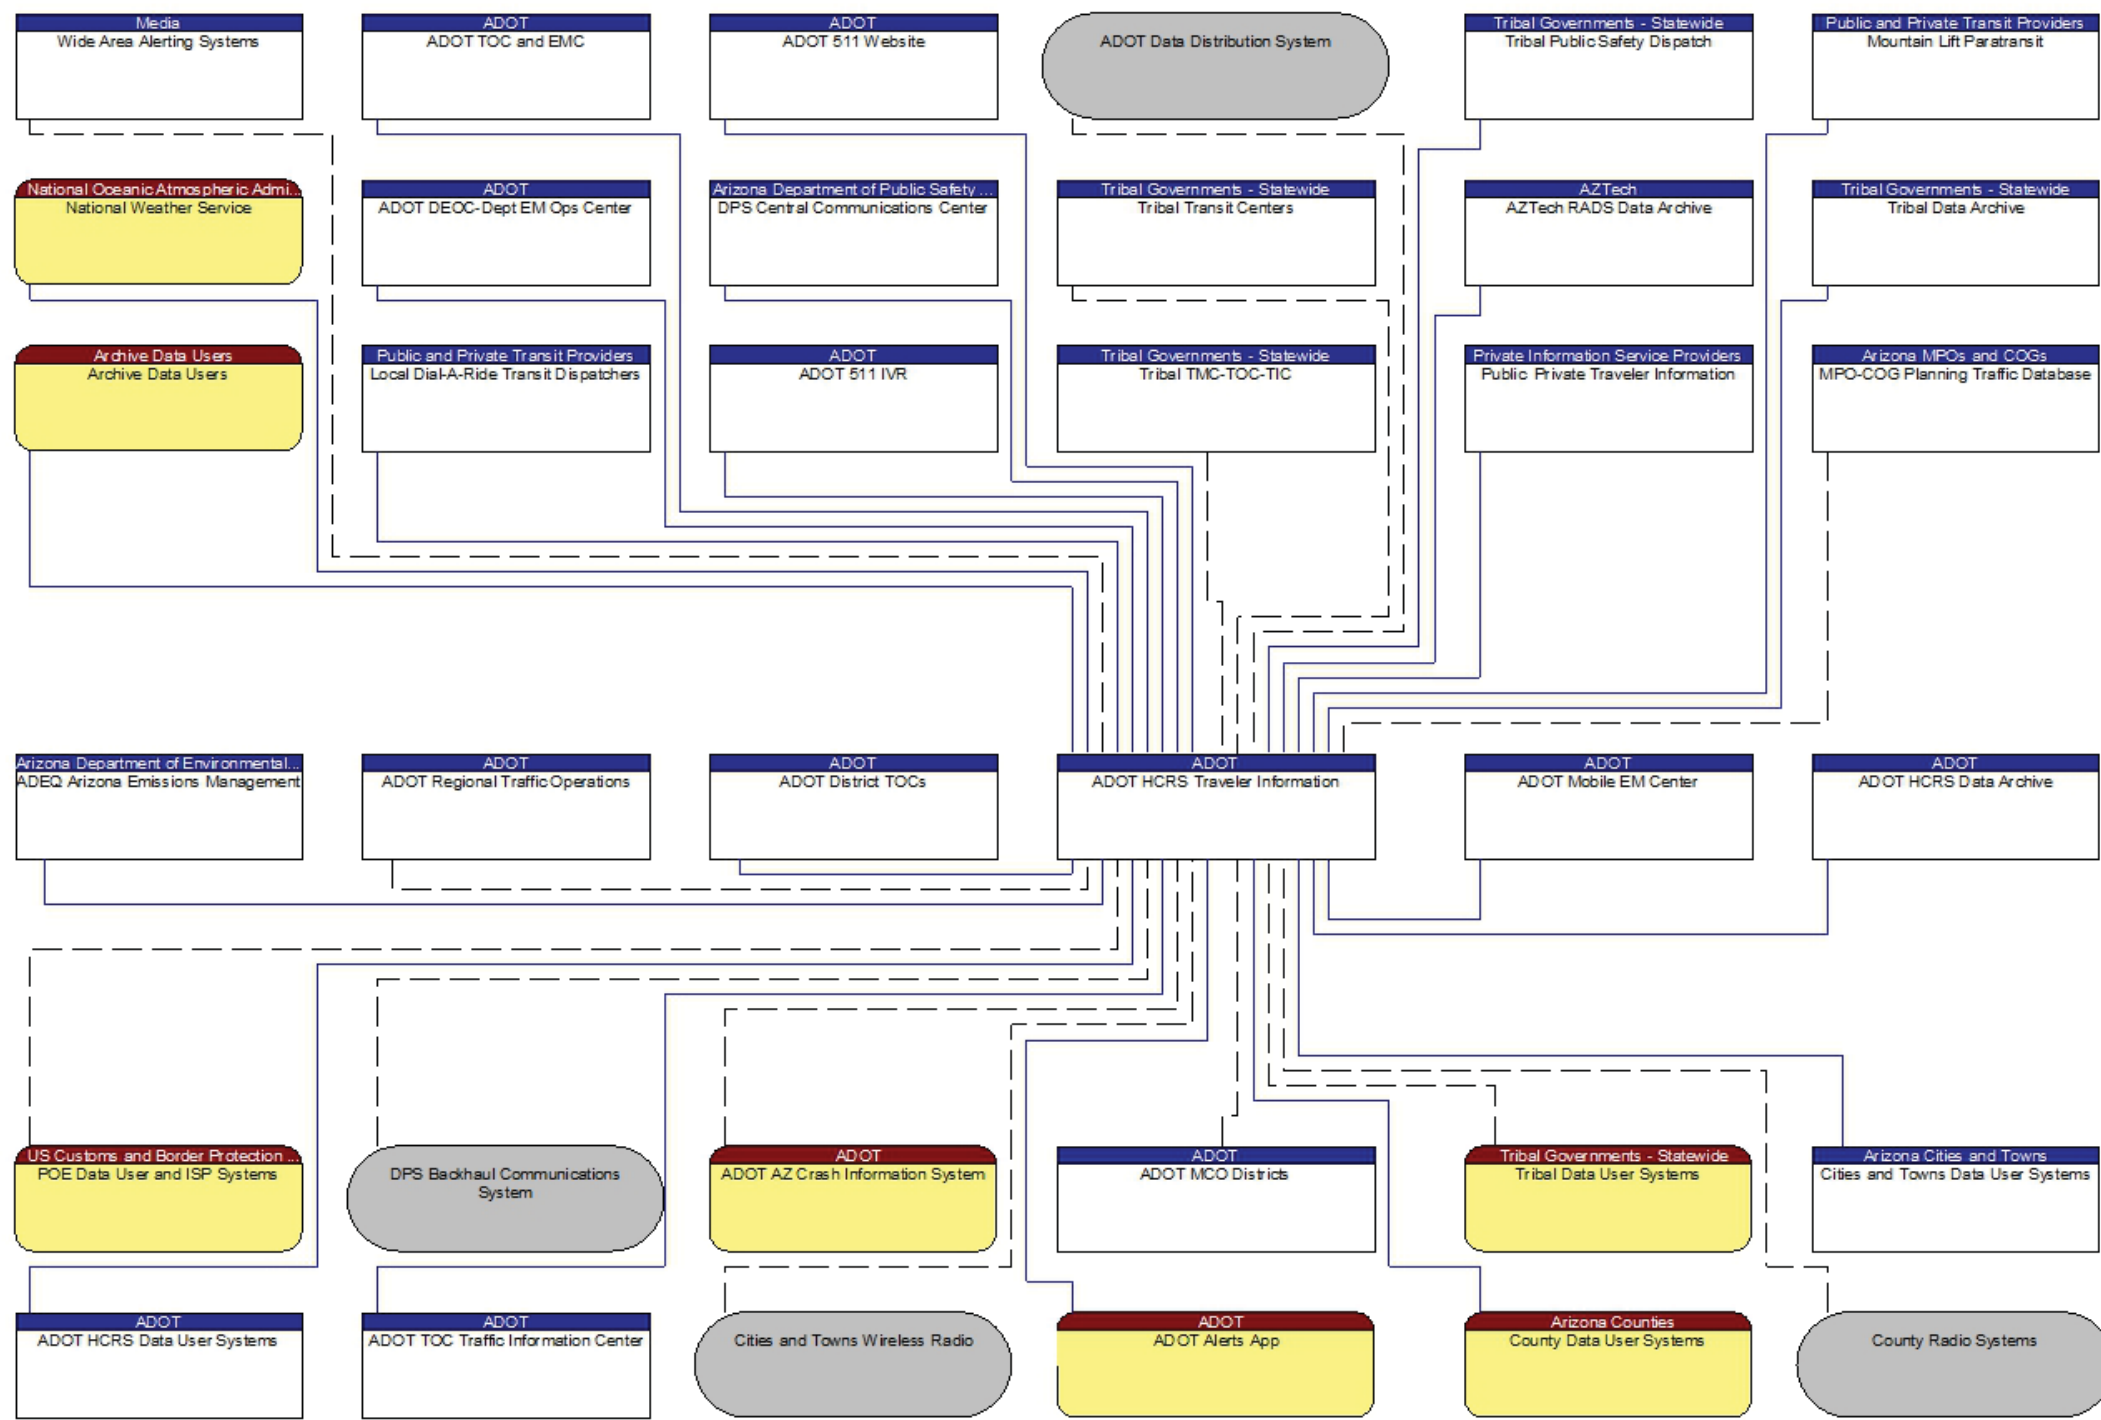 Media
Wide Area Alerting Systems
ADOT
ADOT TOC and EMC
ADOT
ADOT 511 Website
ADOT Data Distribution System
Tribal Governments - Statewide
Tribal Public Safety Dispatch
Public and Private Transit Providers
Mountain Lift Paratransit
National Oceanic Atmospheric Admi...
National Weather Service
ADOT
ADOT DEOC-Dept EM Ops Center
Arizona Department of Public Safety ...
DPS Central Communications Center
Tribal Governments - Statewide
Tribal Transit Centers
AZTech
AZTech RADS Data Archive
Tribal Governments - Statewide
Tribal Data Archive
Archive Data Users
Archive Data Users
Public and Private Transit Providers
Local Dial-A-Ride Transit Dispatchers
ADOT
ADOT 511 IVR
Tribal Governments - Statewide
Tribal TMC-TOC-TIC
Private Information Service Providers
Public Private Traveler Information
Arizona MPOs and COGs
MPO-COG Planning Traffic Database
Arizona Department of Environmental...
ADEQ Arizona Emissions Management
ADOT
ADOT Regional Traffic Operations
ADOT
ADOT District TOCs
ADOT
ADOT HCRS Traveler Information
ADOT
ADOT Mobile EM Center
ADOT
ADOT HCRS Data Archive
US Customs and Border Protection ...
POE Data User and ISP Systems
DPS Backhaul Communications
System
ADOT
ADOT AZ Crash Information System
ADOT
ADOT MCO Districts
Tribal Governments - Statewide
Tribal Data User Systems
Arizona Cities and Towns
Cities and Towns Data User Systems
ADOT
ADOT HCRS Data User Systems
ADOT
ADOT TOC Traffic Information Center
Cities and Towns Wireless Radio
ADOT
ADOT Alerts App
Arizona Counties
County Data User Systems
County Radio Systems